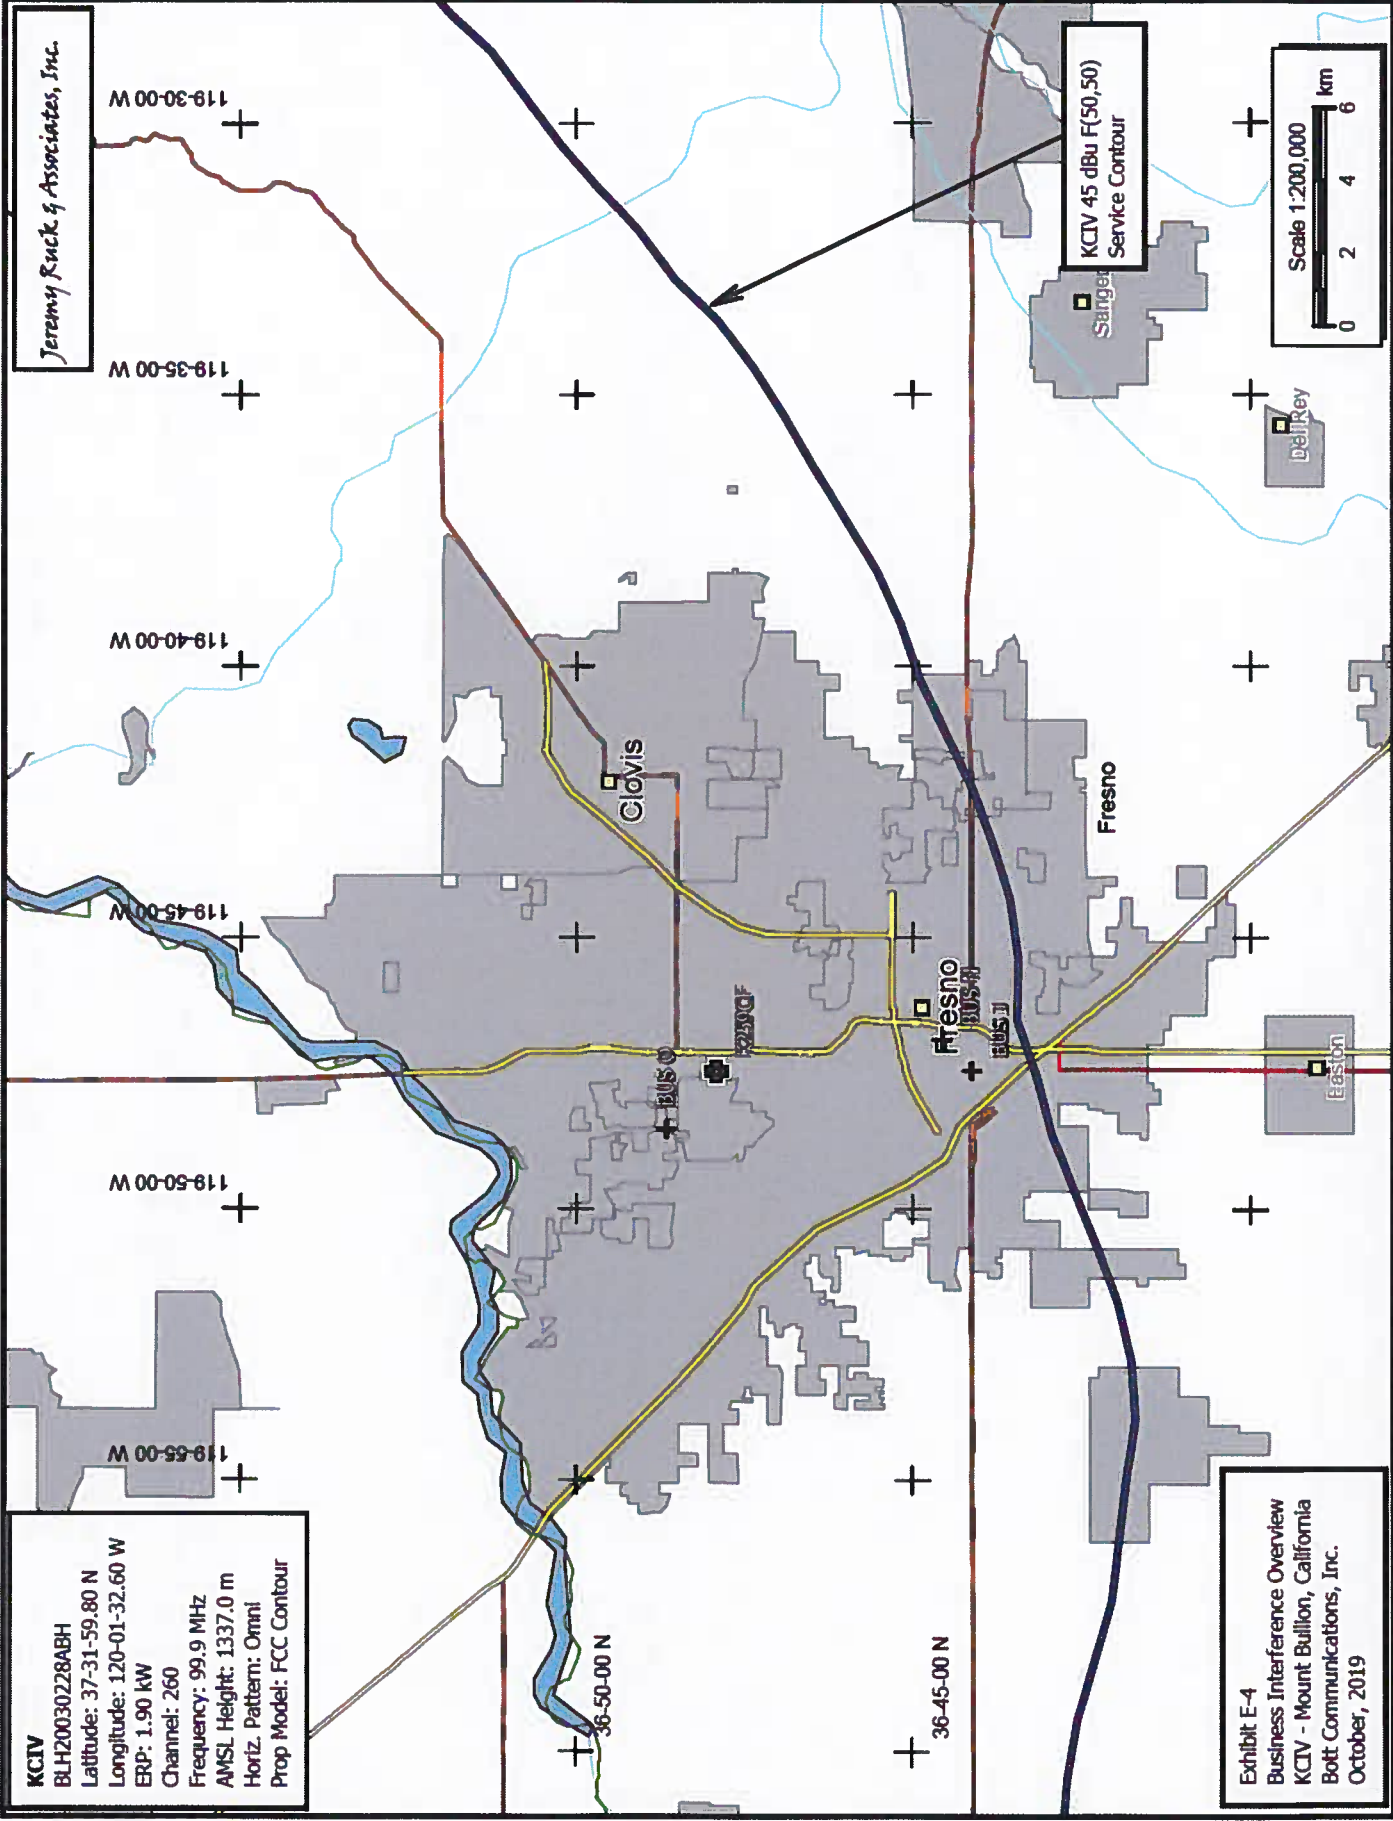 KCIV
BLH20030228ABH
Latitude: 37-31-59.80 N
Longitude: 120-01-32.60 W
ERP: 1.90 kW
Channel: 260
Frequency: 99.9 MHz
AMSL Height: 1337.0 m
Horiz. Pattern: Omni
Prop Model: FCC Contour
Jeremy Ruck & Associates, Inc.
119-55-00 W
119-50-00 W
119-45-00 W
119-40-00 W
119-35-00 W
119-30-00 W
36-50-00 N
36-45-00 N
Clovis
BUS O
K259CF
Fresno
BUS R
BUS I
Fresno
Easton
Sanger
Del Rey
KCIV 45 dBu F(50,50)
Service Contour
Scale 1:200,000
0 2 4 6 km
Exhibit E-4
Business Interference Overview
KCIV - Mount Bullion, California
Bott Communications, Inc.
October, 2019